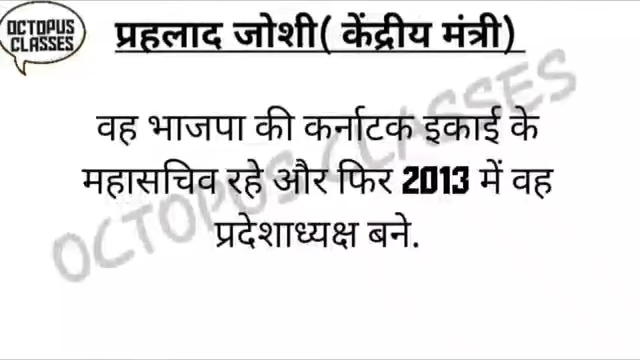 OCTOPUS
CLASSES
प्रहलाद जोशी( केंद्रीय मंत्री)
वह भाजपा की कर्नाटक इकाई के
महासचिव रहे और फिर 2013 में वह
प्रदेशाध्यक्ष बने.
OCTOPUS CLASSES